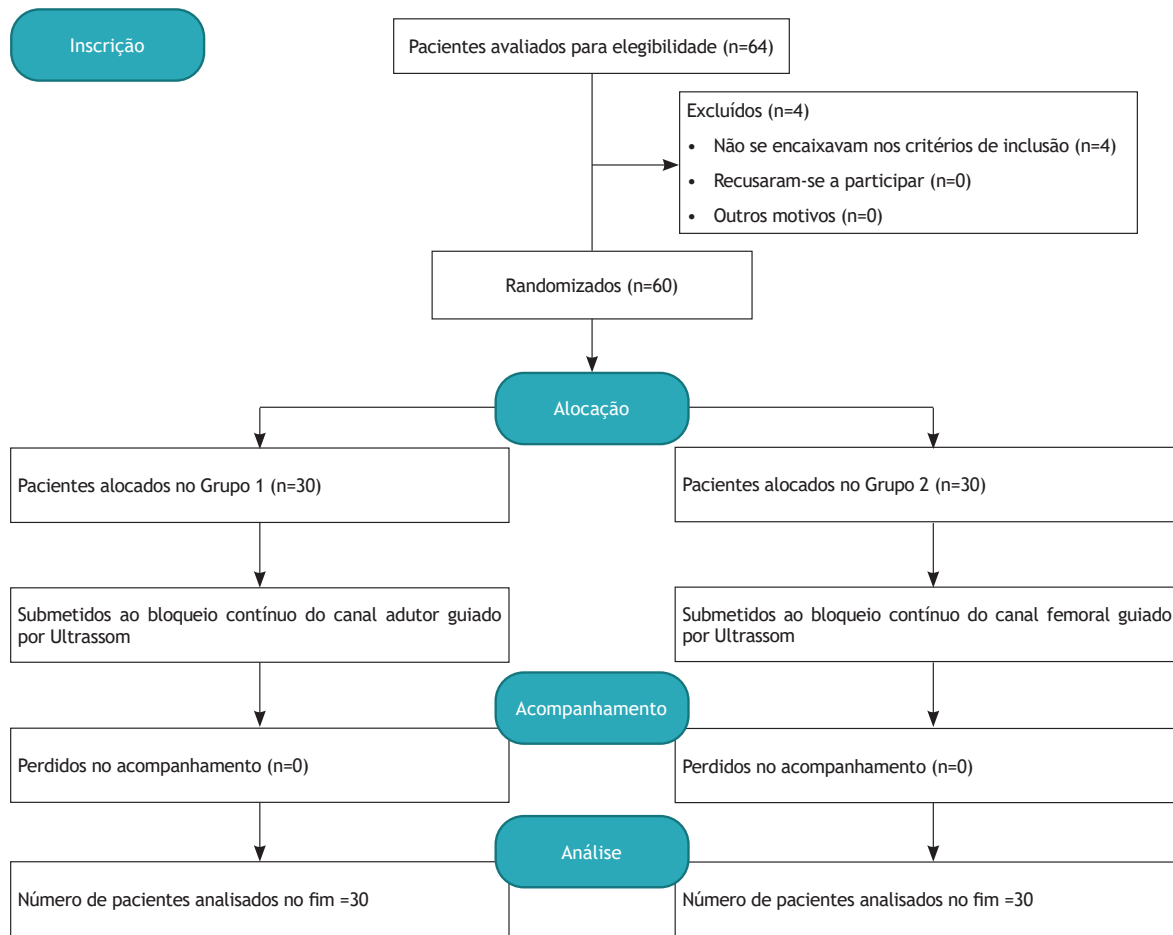 Inscrição
Pacientes avaliados para elegibilidade (n=64)
Excluídos (n=4)
• Não se encaixavam nos critérios de inclusão (n=4)
• Recusaram-se a participar (n=0)
• Outros motivos (n=0)
Randomizados (n=60)
Alocação
Pacientes alocados no Grupo 1 (n=30)
Pacientes alocados no Grupo 2 (n=30)
Submetidos ao bloqueio contínuo do canal adutor guiado
por Ultrassom
Submetidos ao bloqueio contínuo do canal femoral guiado
por Ultrassom
Acompanhamento
Perdidos no acompanhamento (n=0)
Perdidos no acompanhamento (n=0)
Análise
Número de pacientes analisados no fim =30
Número de pacientes analisados no fim =30